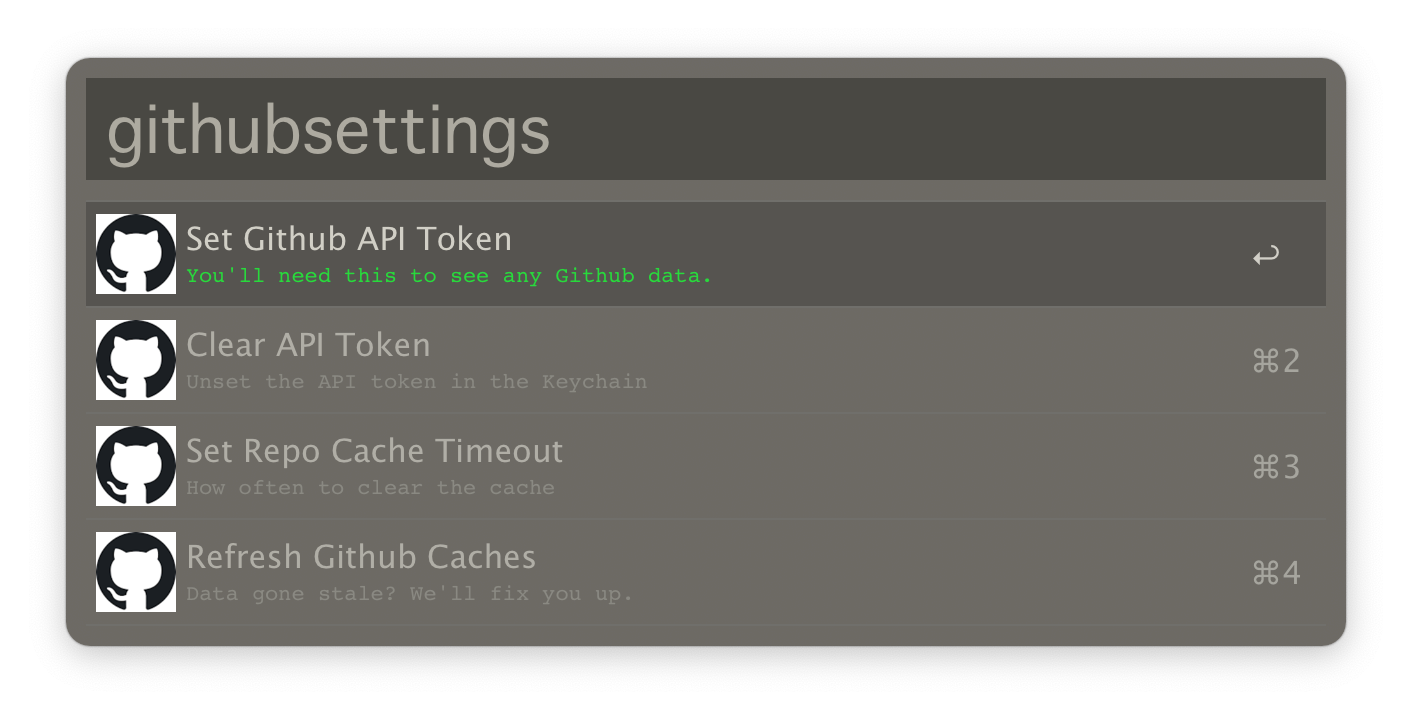 githubsettings
Set Github API Token
You'll need this to see any Github data.
↩
Clear API Token
Unset the API token in the Keychain
⌘2
Set Repo Cache Timeout
How often to clear the cache
⌘3
Refresh Github Caches
Data gone stale? We'll fix you up.
⌘4